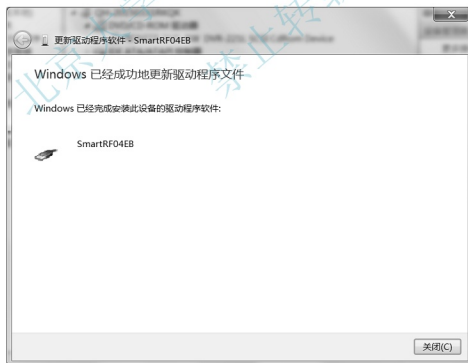 更新驱动程序软件 - SmartRF04EB
Windows 已经成功地更新驱动程序文件
Windows 已经完成安装此设备的驱动程序软件:
SmartRF04EB
关闭(C)